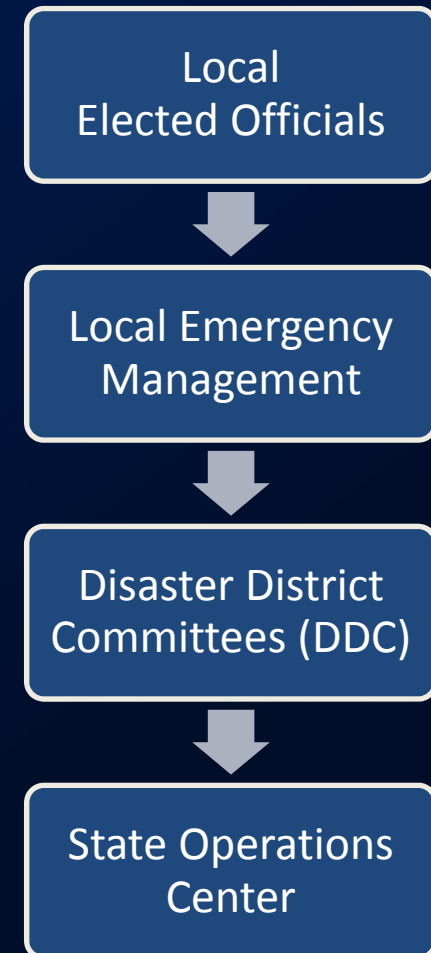 Local
Elected Officials
Local Emergency
Management
Disaster District
Committees (DDC)
State Operations
Center